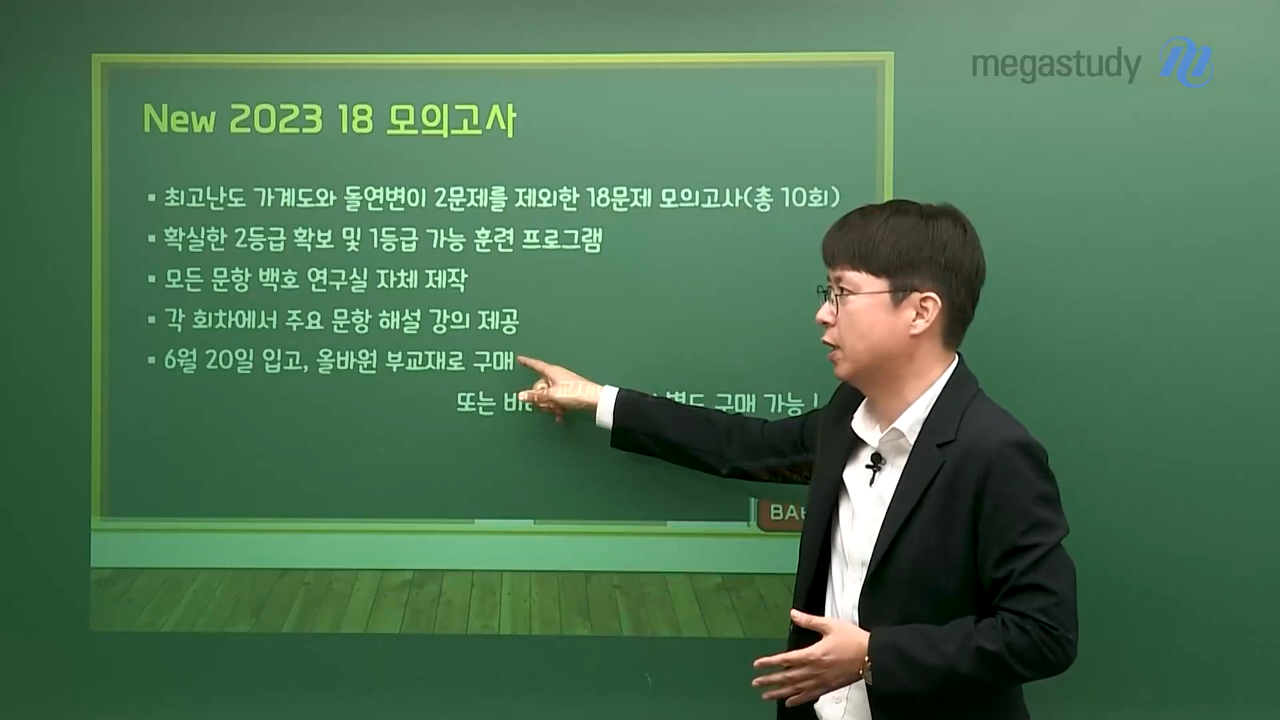 megastudy
New 2023 18 모의고사
▪ 최고난도 가계도와 돌연변이 2문제를 제외한 18문제 모의고사(총 10회)
▪ 확실한 2등급 확보 및 1등급 가능 훈련 프로그램
▪ 모든 문항 백호 연구실 자체 제작
▪ 각 회차에서 주요 문항 해설 강의 제공
▪ 6월 20일 입고, 올바원 부교재로 구매
또는 별도 구매 가능!